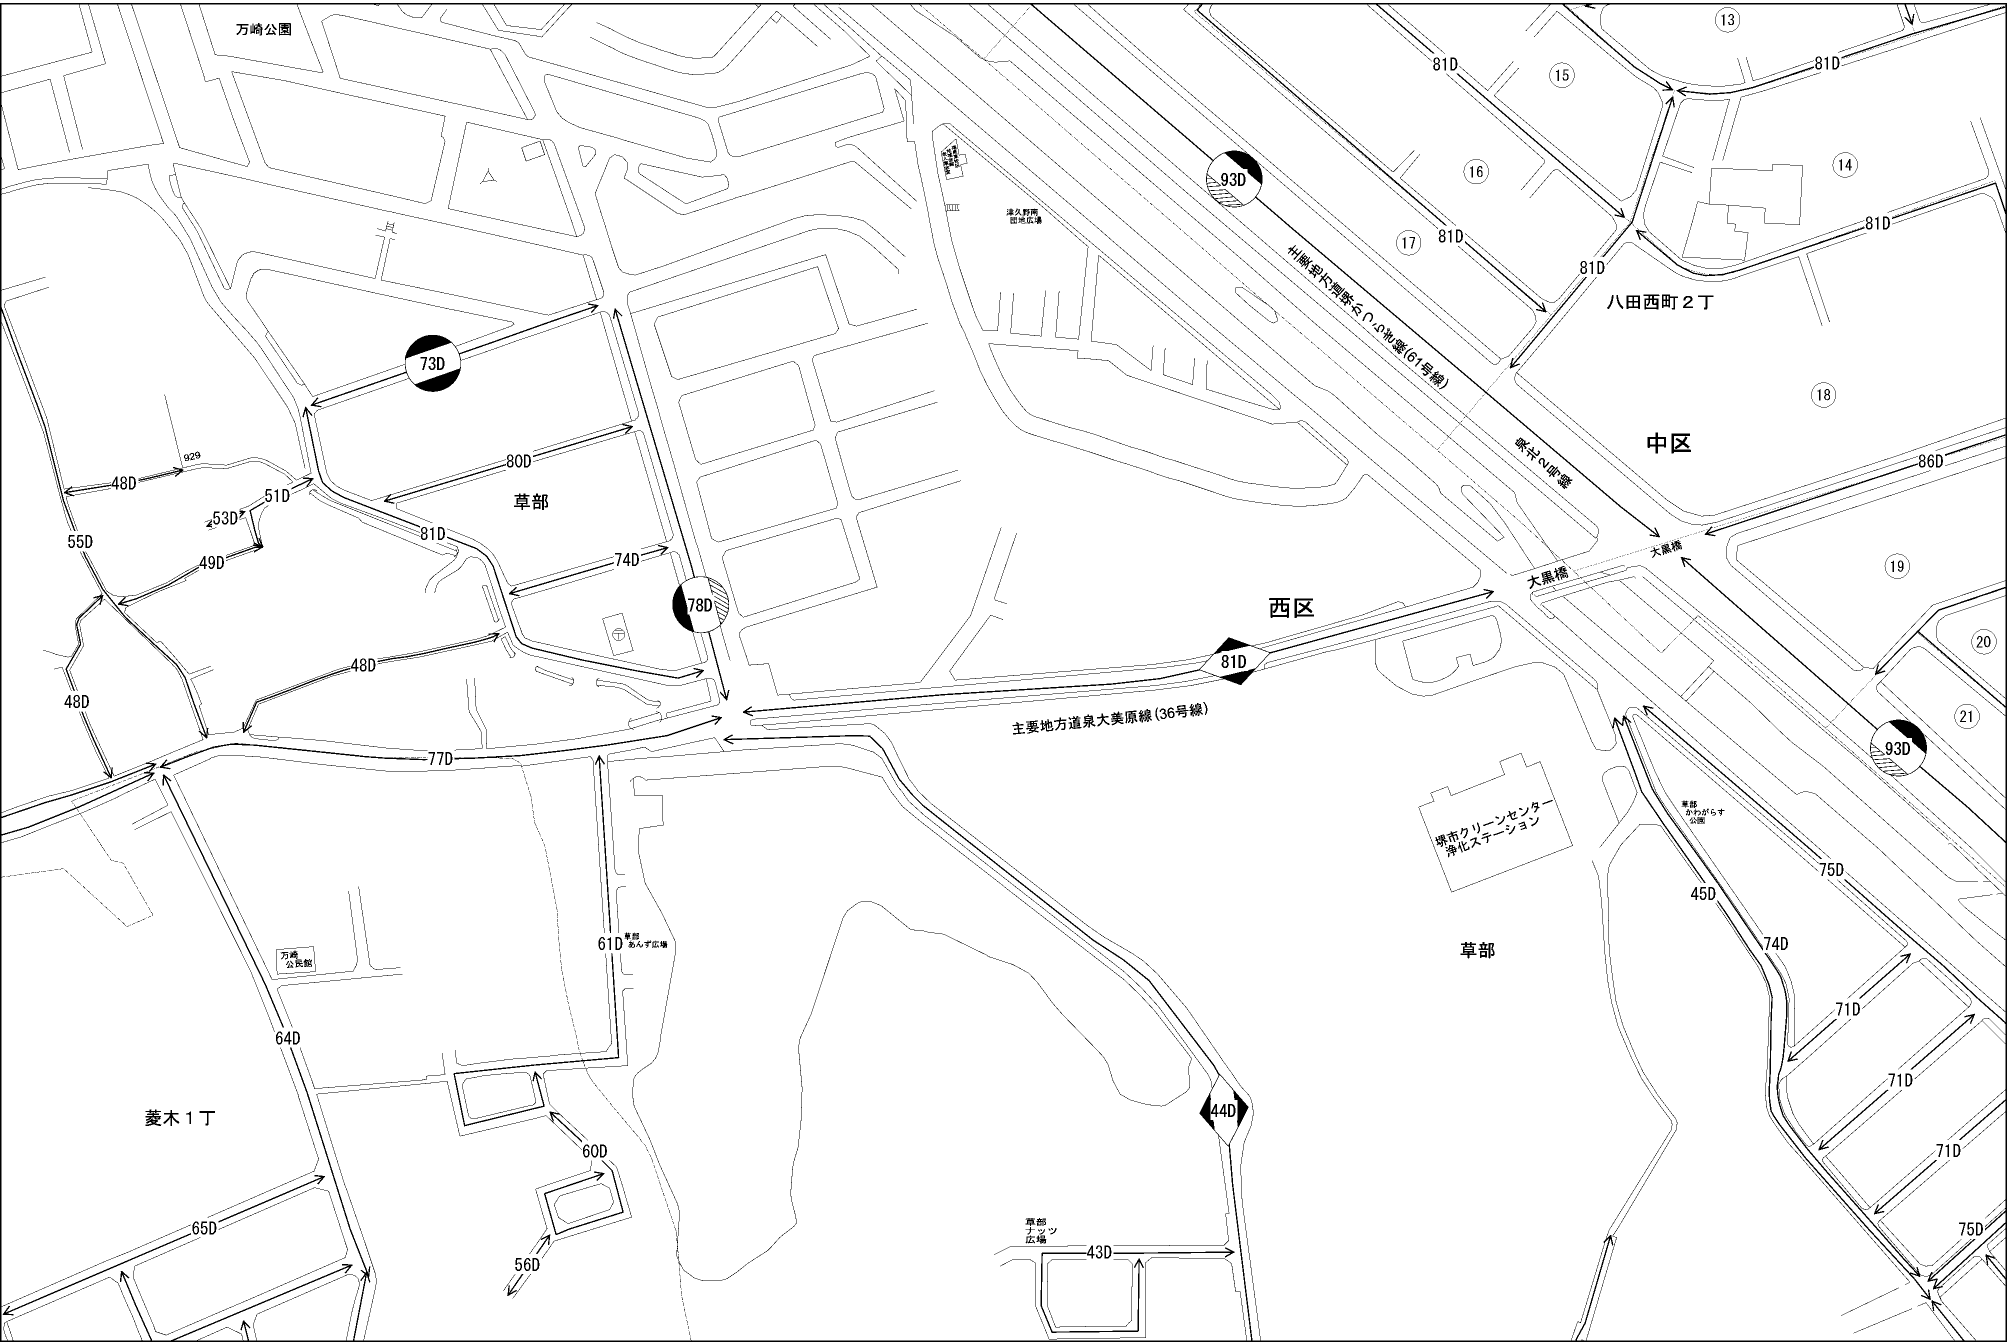 万崎公園
13
81D
81D
15
14
16
93D
津久野南
団地広場
17
81D
81D
81D
主要地方道堺かつらぎ線(61号線)
八田西町2丁
73D
18
中区
929
48D
51D
80D
草部
86D
泉北2号線
53D
81D
55D
49D
74D
大黒橋
大黒橋
19
78D
西区
20
48D
81D
48D
主要地方道泉大美原線(36号線)
21
77D
93D
草部
かわがらす
公園
堺市クリーンセンター
浄化ステーション
75D
45D
61D
草部
あんず広場
74D
草部
万崎
公民館
71D
64D
71D
44D
菱木1丁
60D
71D
65D
草部
ナッツ
広場
75D
43D
56D